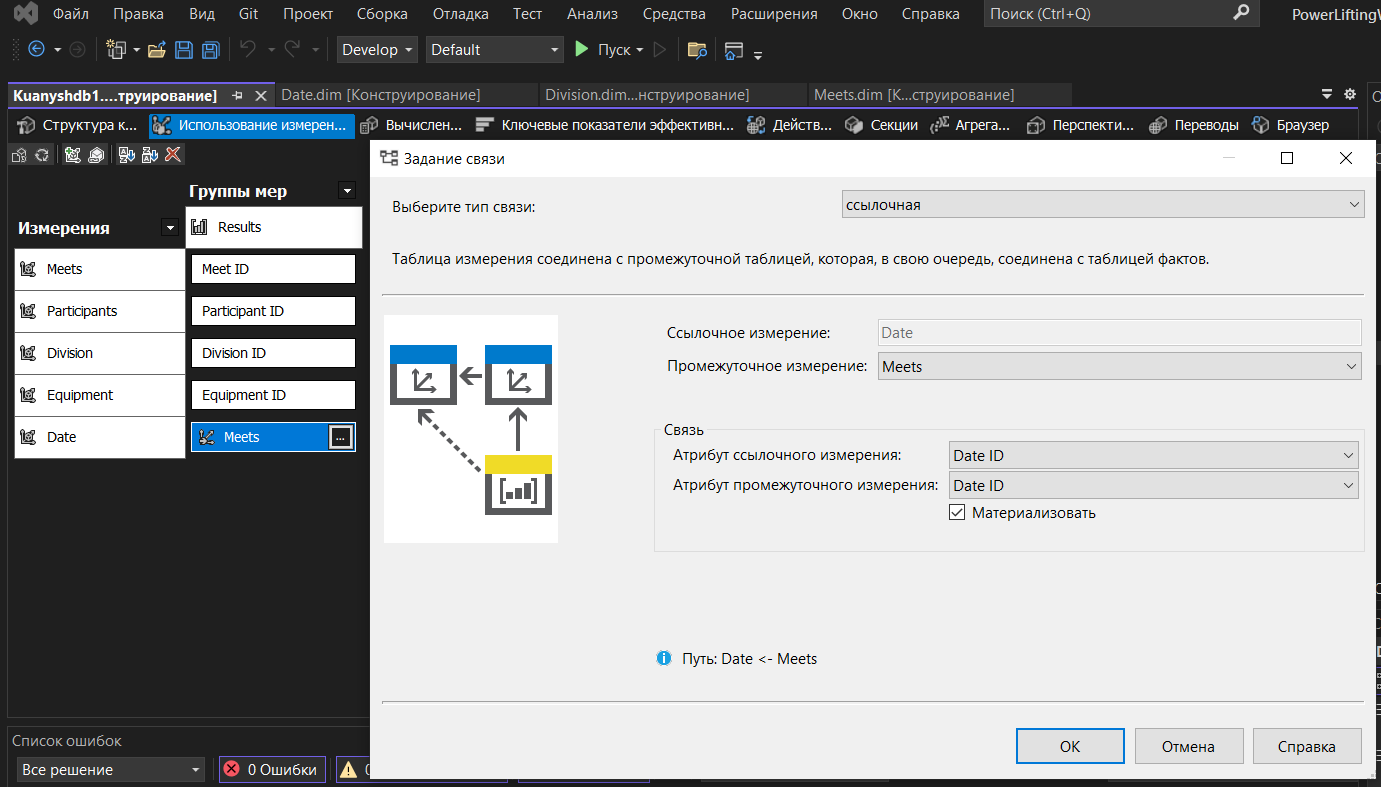 Файл Правка Вид Git Проект Сборка Отладка Тест Анализ Средства Расширения Окно Справка Поиск (Ctrl+Q) PowerLifting
Develop Default Пуск
Kuanyshdb1....труирование] Date.dim [Конструирование] Division.dim...нструирование] Meets.dim [К...струирование]
Структура к... Использование измерен... Вычислен... Ключевые показатели эффективн... Действ... Секции Агрега... Перспекти... Переводы Браузер
Задание связи
Группы мер
Выберите тип связи: ссылочная
Измерения Results
Таблица измерения соединена с промежуточной таблицей, которая, в свою очередь, соединена с таблицей фактов.
Meets Meet ID
Participants Participant ID
Division Division ID
Equipment Equipment ID
Date Meets ...
Ссылочное измерение: Date
Промежуточное измерение: Meets
Связь
Атрибут ссылочного измерения: Date ID
Атрибут промежуточного измерения: Date ID
Материализовать
Путь: Date <- Meets
ОК Отмена Справка
Список ошибок
Все решение 0 Ошибки